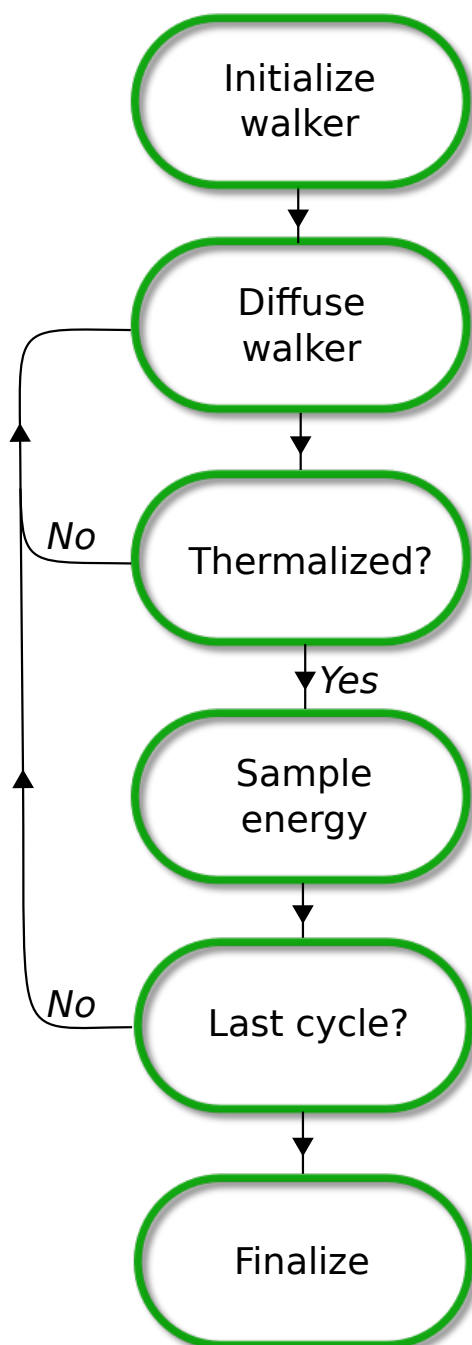 Initialize
walker
Diffuse
walker
No
Thermalized?
Yes
Sample
energy
No
Last cycle?
Finalize